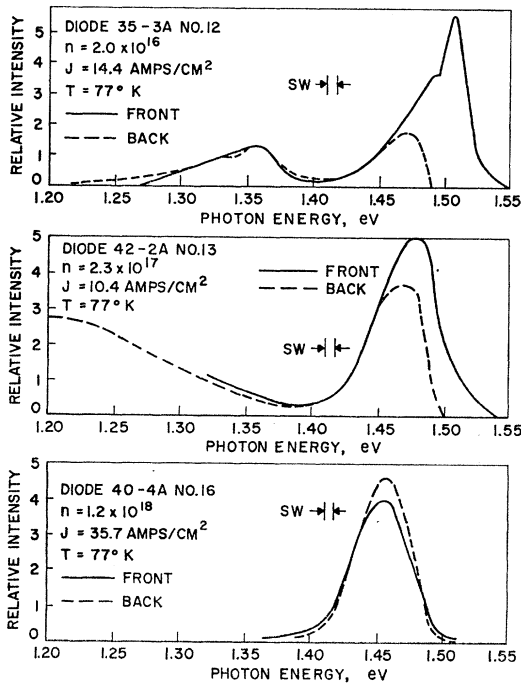 RELATIVE INTENSITY
5
4
3
2
1
0
DIODE 35-3A NO.12
n = 2.0 x 10^16
J = 14.4 AMPS/CM^2
T = 77° K
FRONT
BACK
SW
1.20 1.25 1.30 1.35 1.40 1.45 1.50 1.55
PHOTON ENERGY, eV
RELATIVE INTENSITY
5
4
3
2
1
0
DIODE 42-2A NO.13
n = 2.3 x 10^17
J = 10.4 AMPS/CM^2
T = 77° K
FRONT
BACK
SW
1.20 1.25 1.30 1.35 1.40 1.45 1.50 1.55
PHOTON ENERGY, eV
RELATIVE INTENSITY
5
4
3
2
1
0
DIODE 40-4A NO.16
n = 1.2 x 10^18
J = 35.7 AMPS/CM^2
T = 77° K
FRONT
BACK
SW
1.20 1.25 1.30 1.35 1.40 1.45 1.50 1.55
PHOTON ENERGY, eV